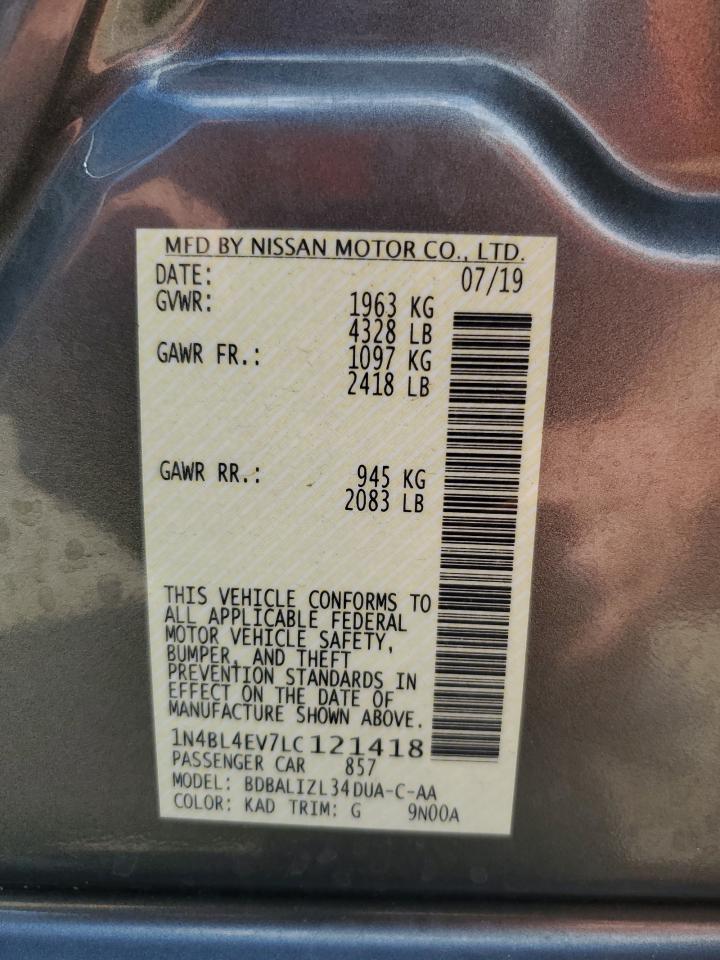 MFD BY NISSAN MOTOR CO., LTD.
DATE: 07/19
GVWR: 1963 KG
4328 LB
GAWR FR.: 1097 KG
2418 LB
GAWR RR.: 945 KG
2083 LB
THIS VEHICLE CONFORMS TO
ALL APPLICABLE FEDERAL
MOTOR VEHICLE SAFETY,
BUMPER, AND THEFT
PREVENTION STANDARDS IN
EFFECT ON THE DATE OF
MANUFACTURE SHOWN ABOVE.
1N4BL4EV7LC121418
PASSENGER CAR 857
MODEL: BDBALIZL34DUA-C-AA
COLOR: KAD TRIM: G 9N00A